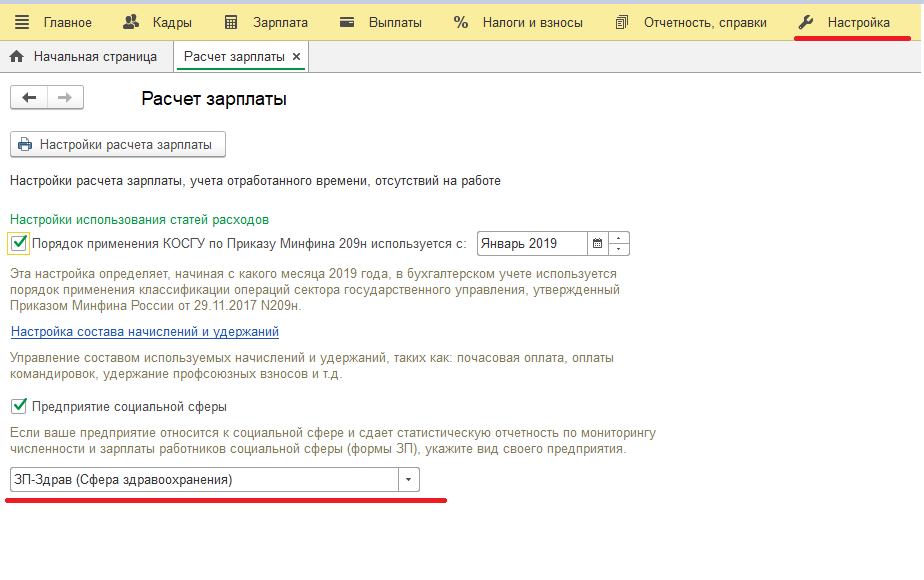 Главное Кадры Зарплата Выплаты % Налоги и взносы Отчетность, справки Настройка
Начальная страница Расчет зарплаты ×
Расчет зарплаты
Настройки расчета зарплаты
Настройки расчета зарплаты, учета отработанного времени, отсутствий на работе
Настройки использования статей расходов
Порядок применения КОСГУ по Приказу Минфина 209н используется с: Январь 2019
Эта настройка определяет, начиная с какого месяца 2019 года, в бухгалтерском учете используется
порядок применения классификации операций сектора государственного управления, утвержденный
Приказом Минфина России от 29.11.2017 N209н.
Настройка состава начислений и удержаний
Управление составом используемых начислений и удержаний, таких как: почасовая оплата, оплаты
командировок, удержание профсоюзных взносов и т.д.
Предприятие социальной сферы
Если ваше предприятие относится к социальной сфере и сдает статистическую отчетность по мониторингу
численности и зарплаты работников социальной сферы (формы ЗП), укажите вид своего предприятия.
ЗП-Здрав (Сфера здравоохранения)